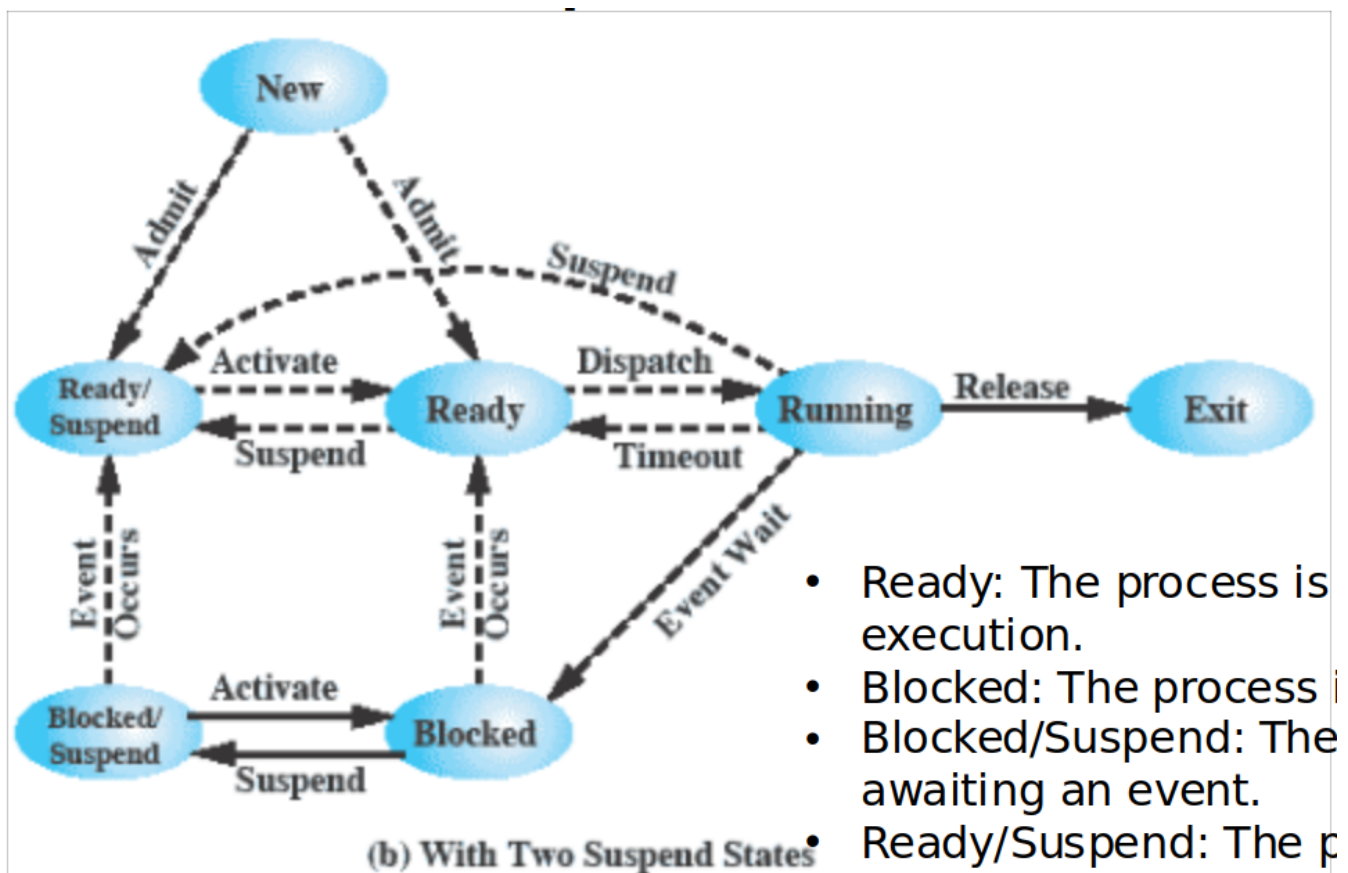 New
Admit
Admit
Suspend
Activate
Dispatch
Release
Ready/
Suspend
Ready
Running
Exit
Suspend
Timeout
Event
Occurs
Event
Occurs
Event Wait
Activate
Blocked/
Suspend
Blocked
Suspend
(b) With Two Suspend States
• Ready: The process is
execution.
• Blocked: The process i
• Blocked/Suspend: The
awaiting an event.
• Ready/Suspend: The p